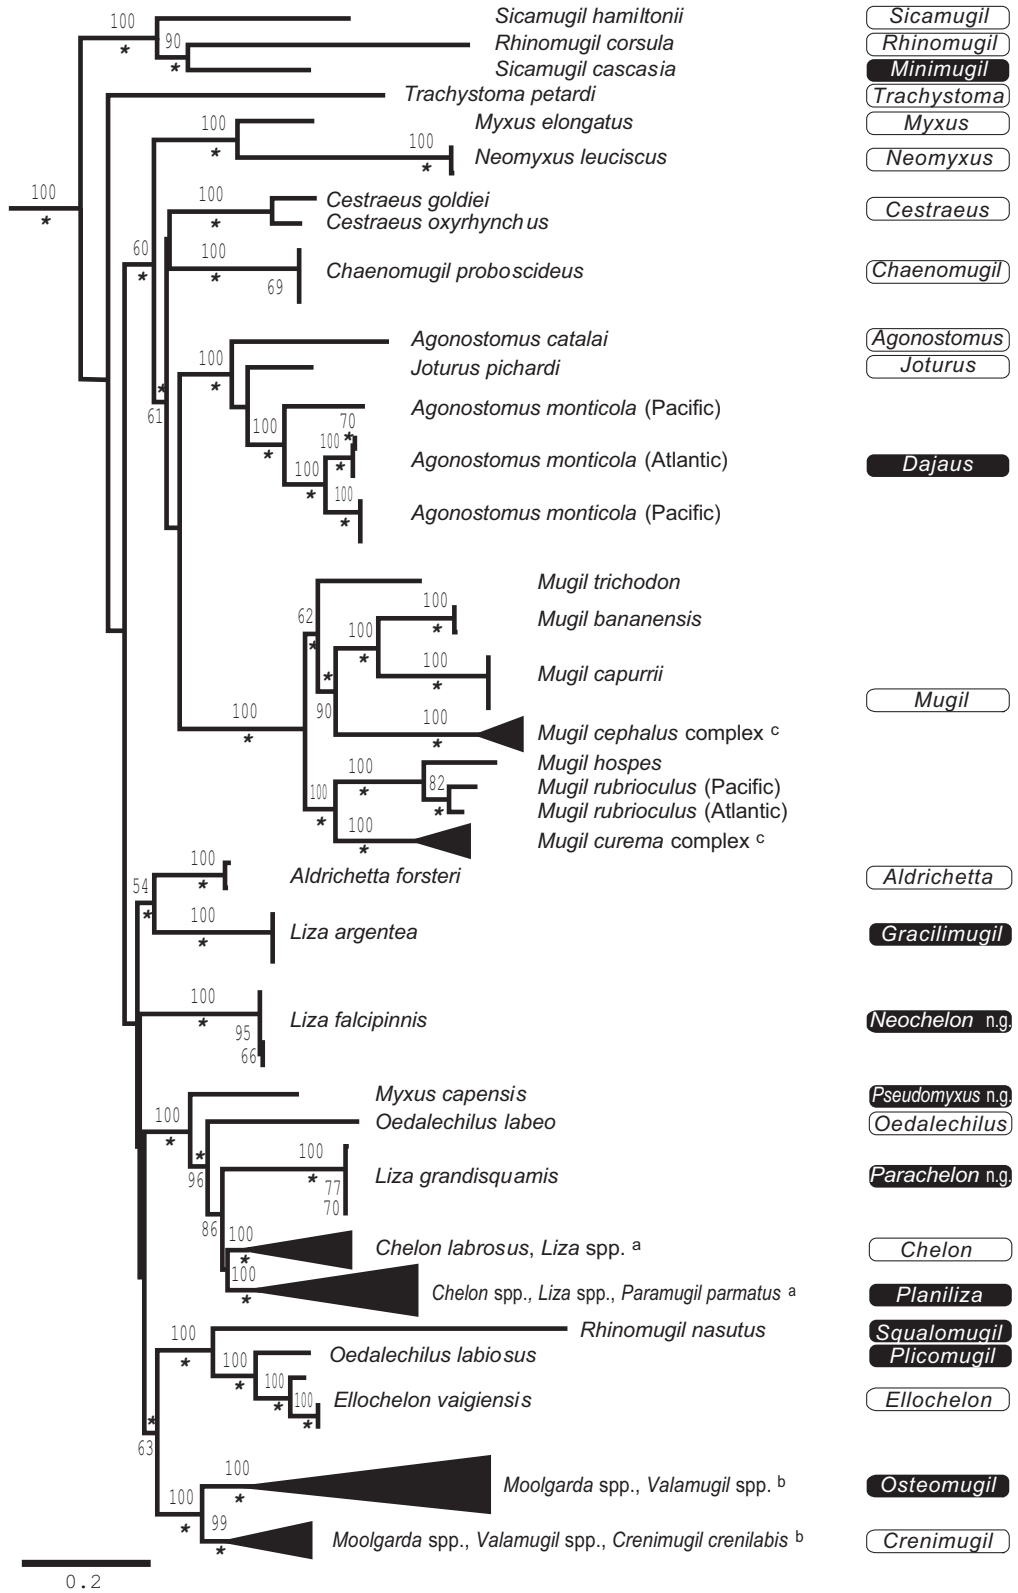 100
Sicamugil hamiltonii
Sicamugil
*
90
Rhinomugil corsula
Rhinomugil
*
Sicamugil cascasia
Minimugil
Trachystoma petardi
Trachystoma
100
Myxus elongatus
Myxus
*
100
Neomyxus leuciscus
Neomyxus
*
100
*
100
Cestraeus goldiei
Cestraeus
*
Cestraeus oxyrhynchus
60
*
100
Chaenomugil proboscideus
Chaenomugil
*
69
Agonostomus catalai
Agonostomus
100
*
Joturus pichardi
Joturus
*
61
Agonostomus monticola (Pacific)
70
*
100
*
100
*
Agonostomus monticola (Atlantic)
Dajaus
100
*
100
*
Agonostomus monticola (Pacific)
Mugil trichodon
62
*
100
*
Mugil bananensis
100
*
100
*
Mugil capurrii
*
90
Mugil
100
*
100
*
Mugil cephalus complex c
Mugil hospes
100
*
82
*
Mugil rubrioculus (Pacific)
100
*
Mugil rubrioculus (Atlantic)
100
*
Mugil curema complex c
100
*
Aldrichetta forsteri
Aldrichetta
54
*
100
*
Liza argentea
Gracilimugil
100
*
Liza falcipinnis
Neochelon n.g.
95
66
Myxus capensis
Pseudomyxus n.g.
100
*
Oedalechilus labeo
Oedalechilus
*
96
100
*
Liza grandisquamis
Parachelon n.g.
77
70
86
100
*
Chelon labrosus, Liza spp. a
Chelon
100
*
Chelon spp., Liza spp., Paramugil parmatus a
Planiliza
Rhinomugil nasutus
Squalomugil
100
*
Oedalechilus labiosus
Plicomugil
100
*
100
*
100
*
Ellochelon vaigiensis
Ellochelon
*
63
100
*
Moolgarda spp., Valamugil spp. b
Osteomugil
100
*
99
*
Moolgarda spp., Valamugil spp., Crenimugil crenilabis b
Crenimugil
0.2